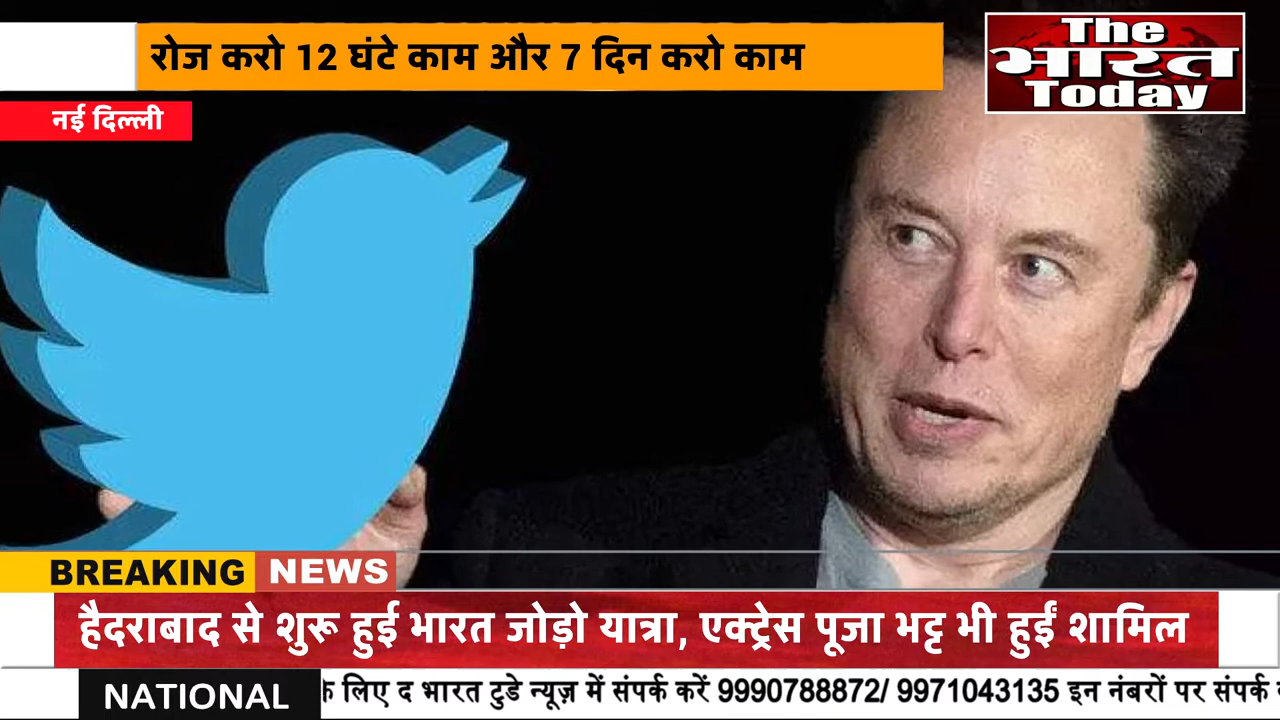 रोज करो 12 घंटे काम और 7 दिन करो काम
The
भारत
Today
नई दिल्ली
BREAKING NEWS
हैदराबाद से शुरू हुई भारत जोड़ो यात्रा, एक्ट्रेस पूजा भट्ट भी हुईं शामिल
NATIONAL
के लिए द भारत टुडे न्यूज़ में संपर्क करें 9990788872/ 9971043135 इन नंबरों पर संपर्क